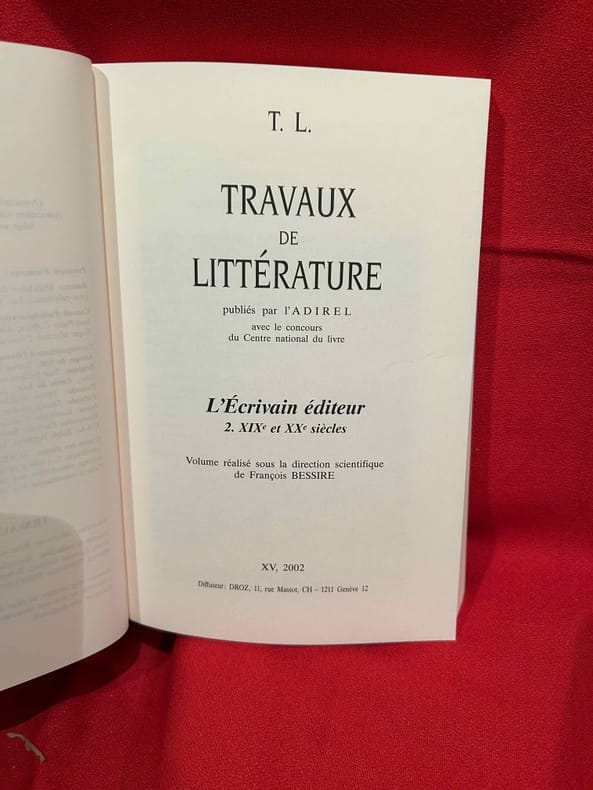 T. L.
TRAVAUX
DE
LITTÉRATURE
publiés par l'ADIREL
avec le concours
du Centre national du livre
L'Écrivain éditeur
2. XIXe et XXe siècles
Volume réalisé sous la direction scientifique
de François BESSIRE
XV, 2002
Diffuseur: DROZ, 11, rue Massot, CH - 1211 Genève 12